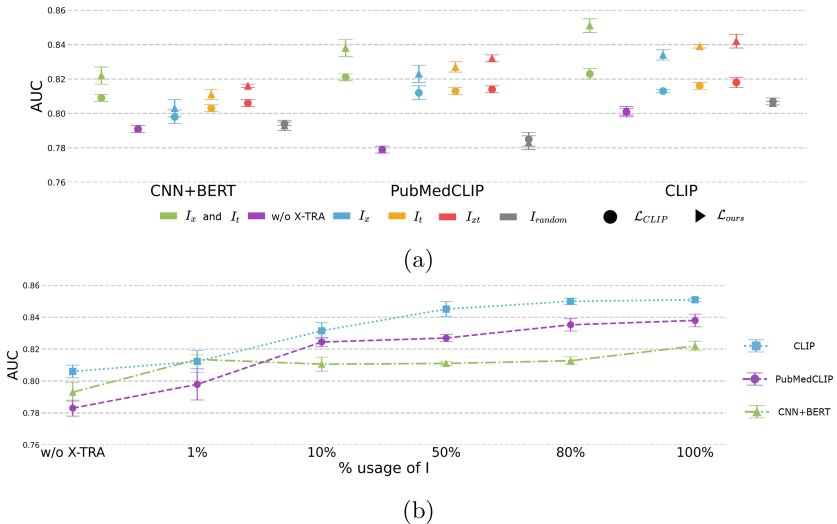 0.86
0.84
0.82
0.80
0.78
0.76
AUC
CNN+BERT PubMedCLIP CLIP
I_x and I_t w/o X-TRA I_x I_t I_xt I_random L_CLIP L_ours
(a)
0.86
0.84
0.82
0.80
0.78
0.76
AUC
w/o X-TRA 1% 10% 50% 80% 100%
% usage of I
CLIP
PubMedCLIP
CNN+BERT
(b)